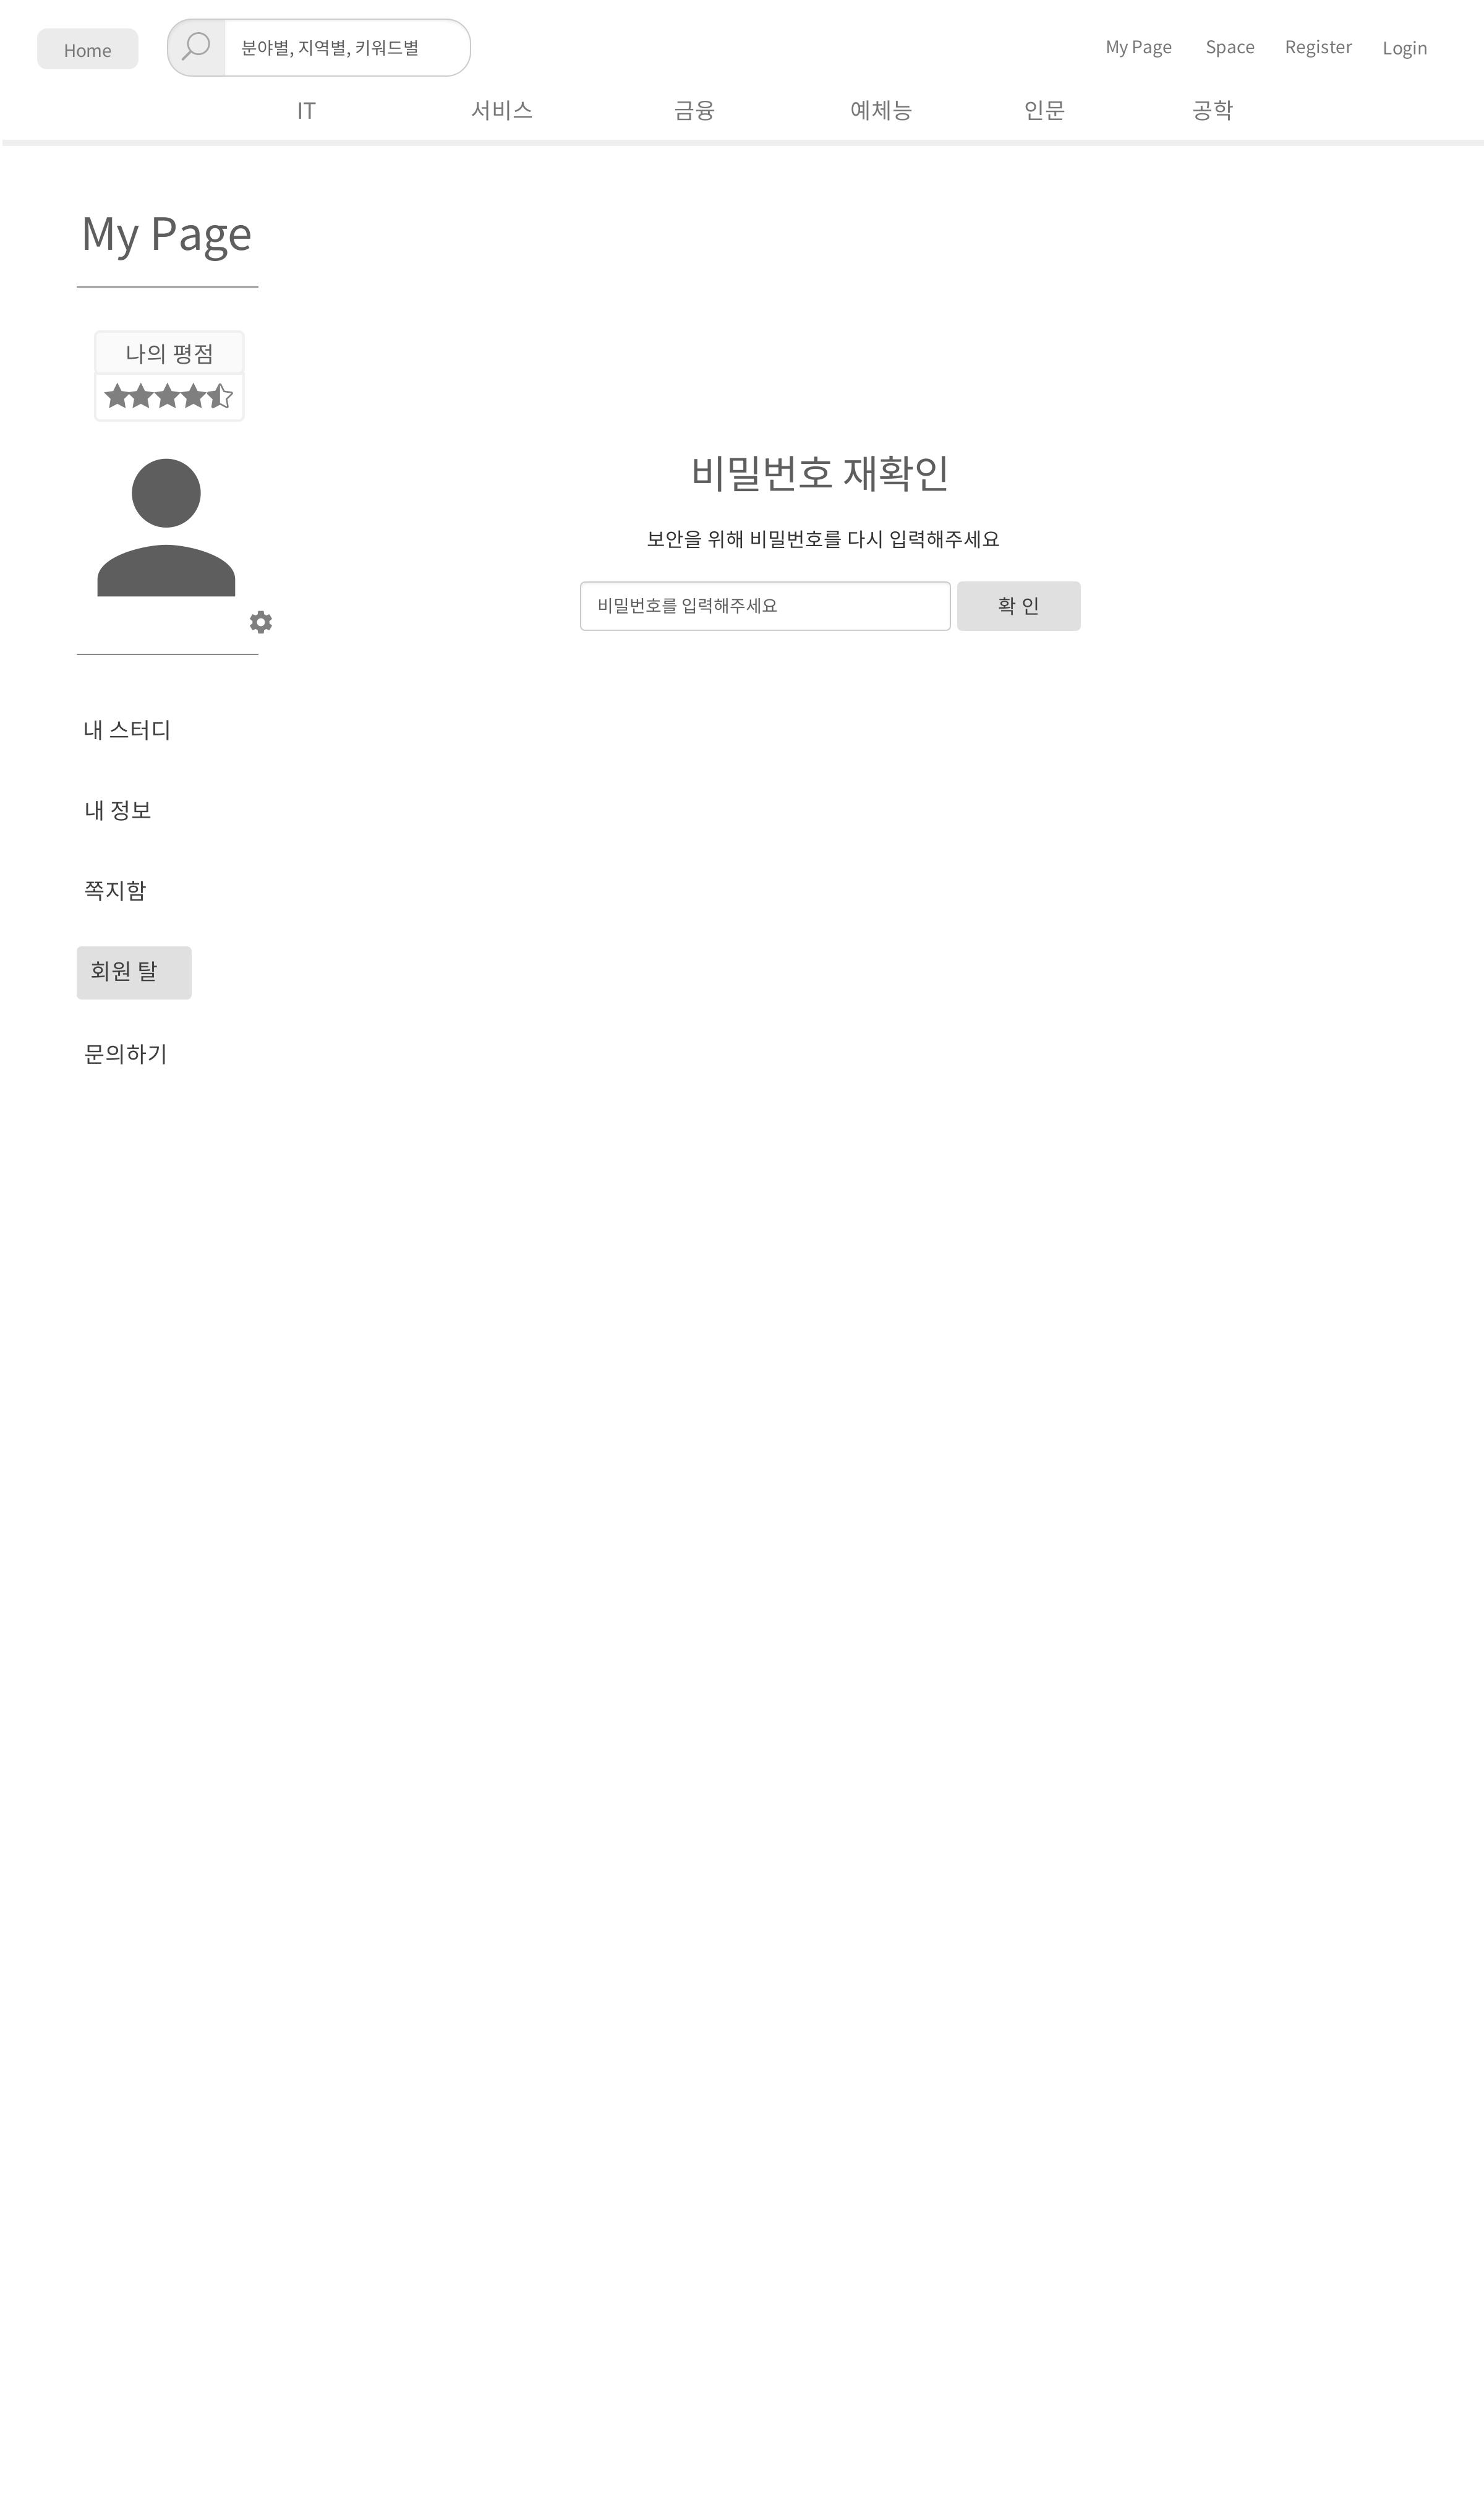 Home
분야별, 지역별, 키워드별
My Page Space Register Login
IT 서비스 금융 예체능 인문 공학
My Page
나의 평점
비밀번호 재확인
보안을 위해 비밀번호를 다시 입력해주세요
비밀번호를 입력해주세요
확 인
내 스터디
내 정보
쪽지함
회원 탈
문의하기